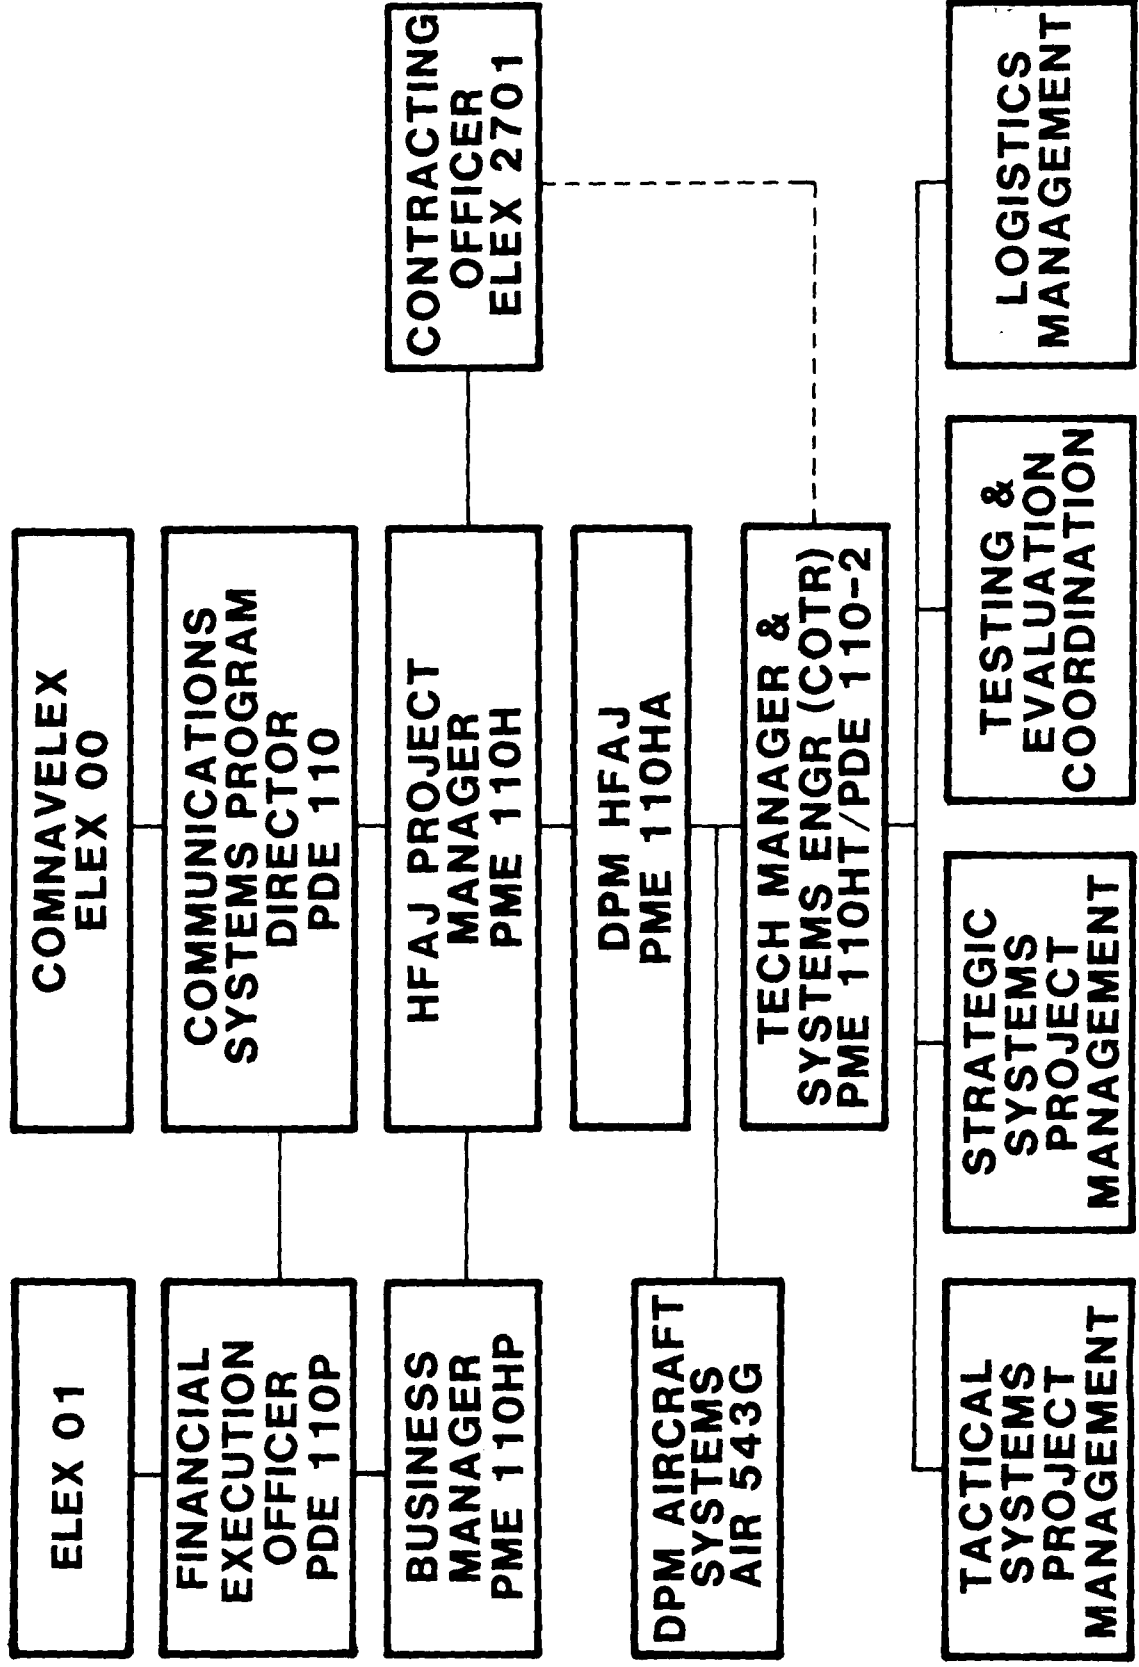 ELEX 01
COMNAVELEX
ELEX 00
FINANCIAL
EXECUTION
OFFICER
PDE 110P
COMMUNICATIONS
SYSTEMS PROGRAM
DIRECTOR
PDE 110
BUSINESS
MANAGER
PME 110HP
HFAJ PROJECT
MANAGER
PME 110H
CONTRACTING
OFFICER
ELEX 2701
DPM HFAJ
PME 110HA
DPM AIRCRAFT
SYSTEMS
AIR 543G
TECH MANAGER &
SYSTEMS ENGR (COTR)
PME 110HT/PDE 110-2
TACTICAL
SYSTEMS
PROJECT
MANAGEMENT
STRATEGIC
SYSTEMS
PROJECT
MANAGEMENT
TESTING &
EVALUATION
COORDINATION
LOGISTICS
MANAGEMENT